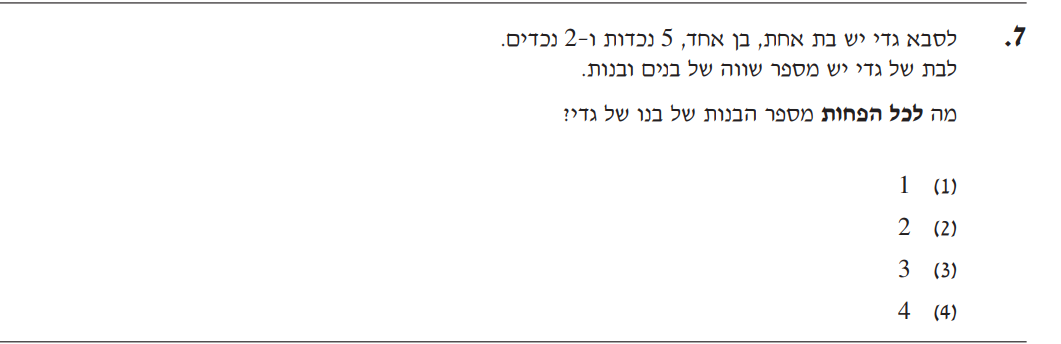 7. לסבא גדי יש בת אחת, בן אחד, 5 נכדות ו-2 נכדים.
לבת של גדי יש מספר שווה של בנים ובנות.
מה לכל הפחות מספר הבנות של בנו של גדי?
(1) 1
(2) 2
(3) 3
(4) 4